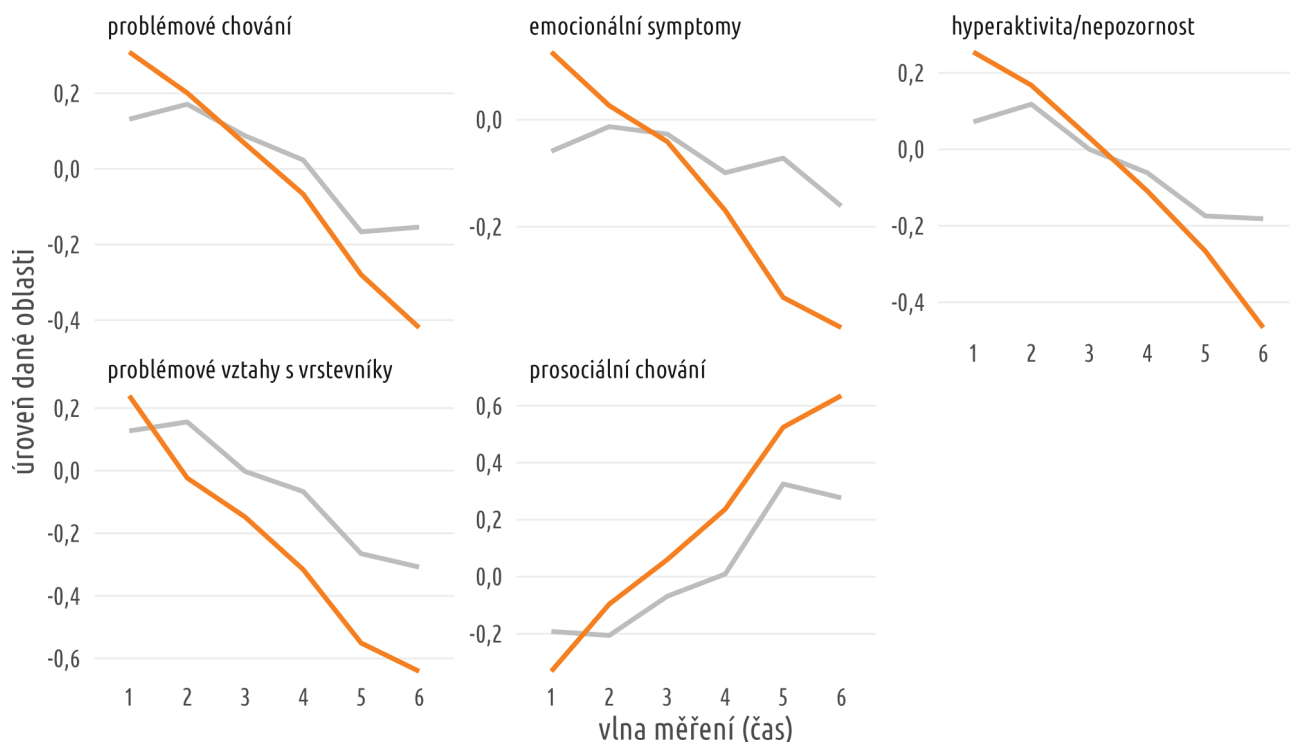 problémové chování
emocionální symptomy
hyperaktivita/nepozornost
0,2
0,0
-0,2
-0,4
0,0
-0,2
0,2
0,0
-0,2
-0,4
1 2 3 4 5 6
úroveň dané oblasti
problémové vztahy s vrstevníky
prosociální chování
0,2
0,0
-0,2
-0,4
-0,6
0,6
0,4
0,2
0,0
-0,2
1 2 3 4 5 6
1 2 3 4 5 6
vlna měření (čas)